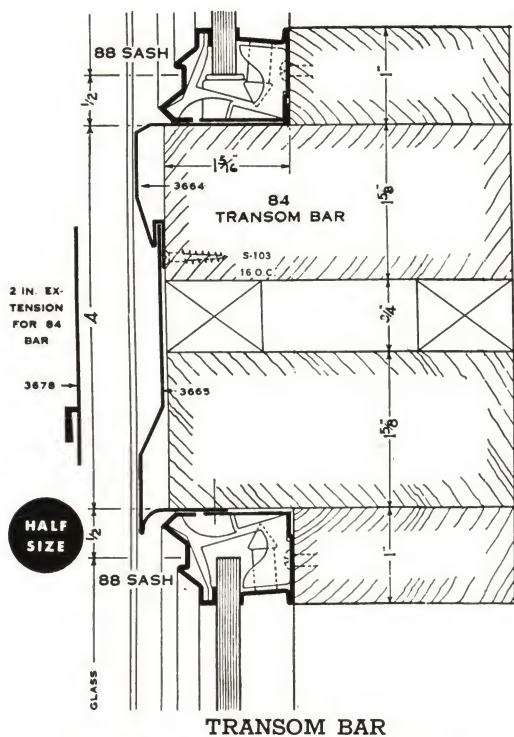 88 SASH
1/2
1"
1 5/16"
3664
84
TRANSOM BAR
1 5/8"
S-103
16 O.C.
2 IN. EX-
TENSION
FOR 84
BAR
4
3/4"
3678
3665
1 5/8"
HALF
SIZE
1/2
1"
88 SASH
GLASS
TRANSOM BAR